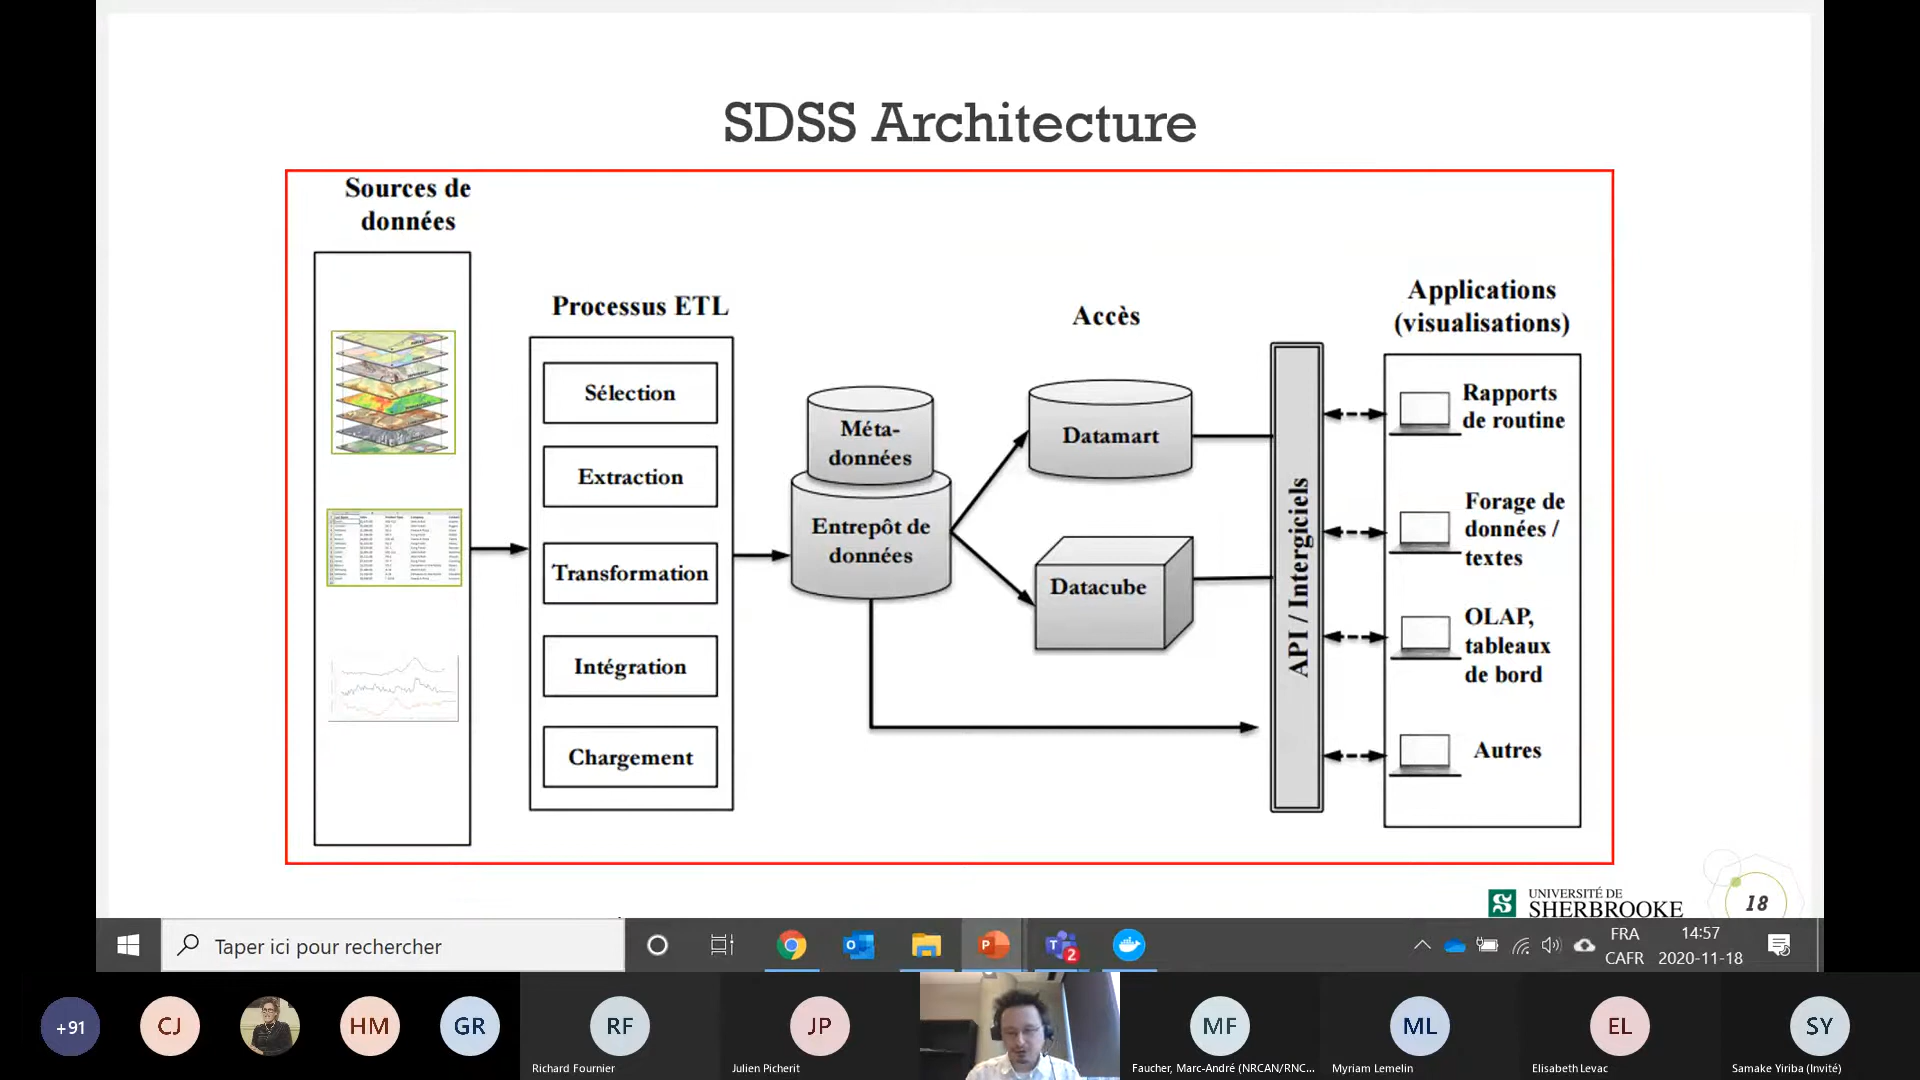 SDSS Architecture
Sources de
données
Processus ETL
Sélection
Extraction
Transformation
Intégration
Chargement
Méta-
données
Entrepôt de
données
Accès
Datamart
Datacube
API / Intergiciels
Applications
(visualisations)
Rapports
de routine
Forage de
données /
textes
OLAP,
tableaux
de bord
Autres
UNIVERSITÉ DE
SHERBROOKE
18
Taper ici pour rechercher
2
FRA
CAFR
14:57
2020-11-18
+91
CJ
HM
GR
RF
Richard Fournier
JP
Julien Picherit
MF
Faucher, Marc-André (NRCAN/RNC...
ML
Myriam Lemelin
EL
Elisabeth Levac
SY
Samake Yiriba (Invité)